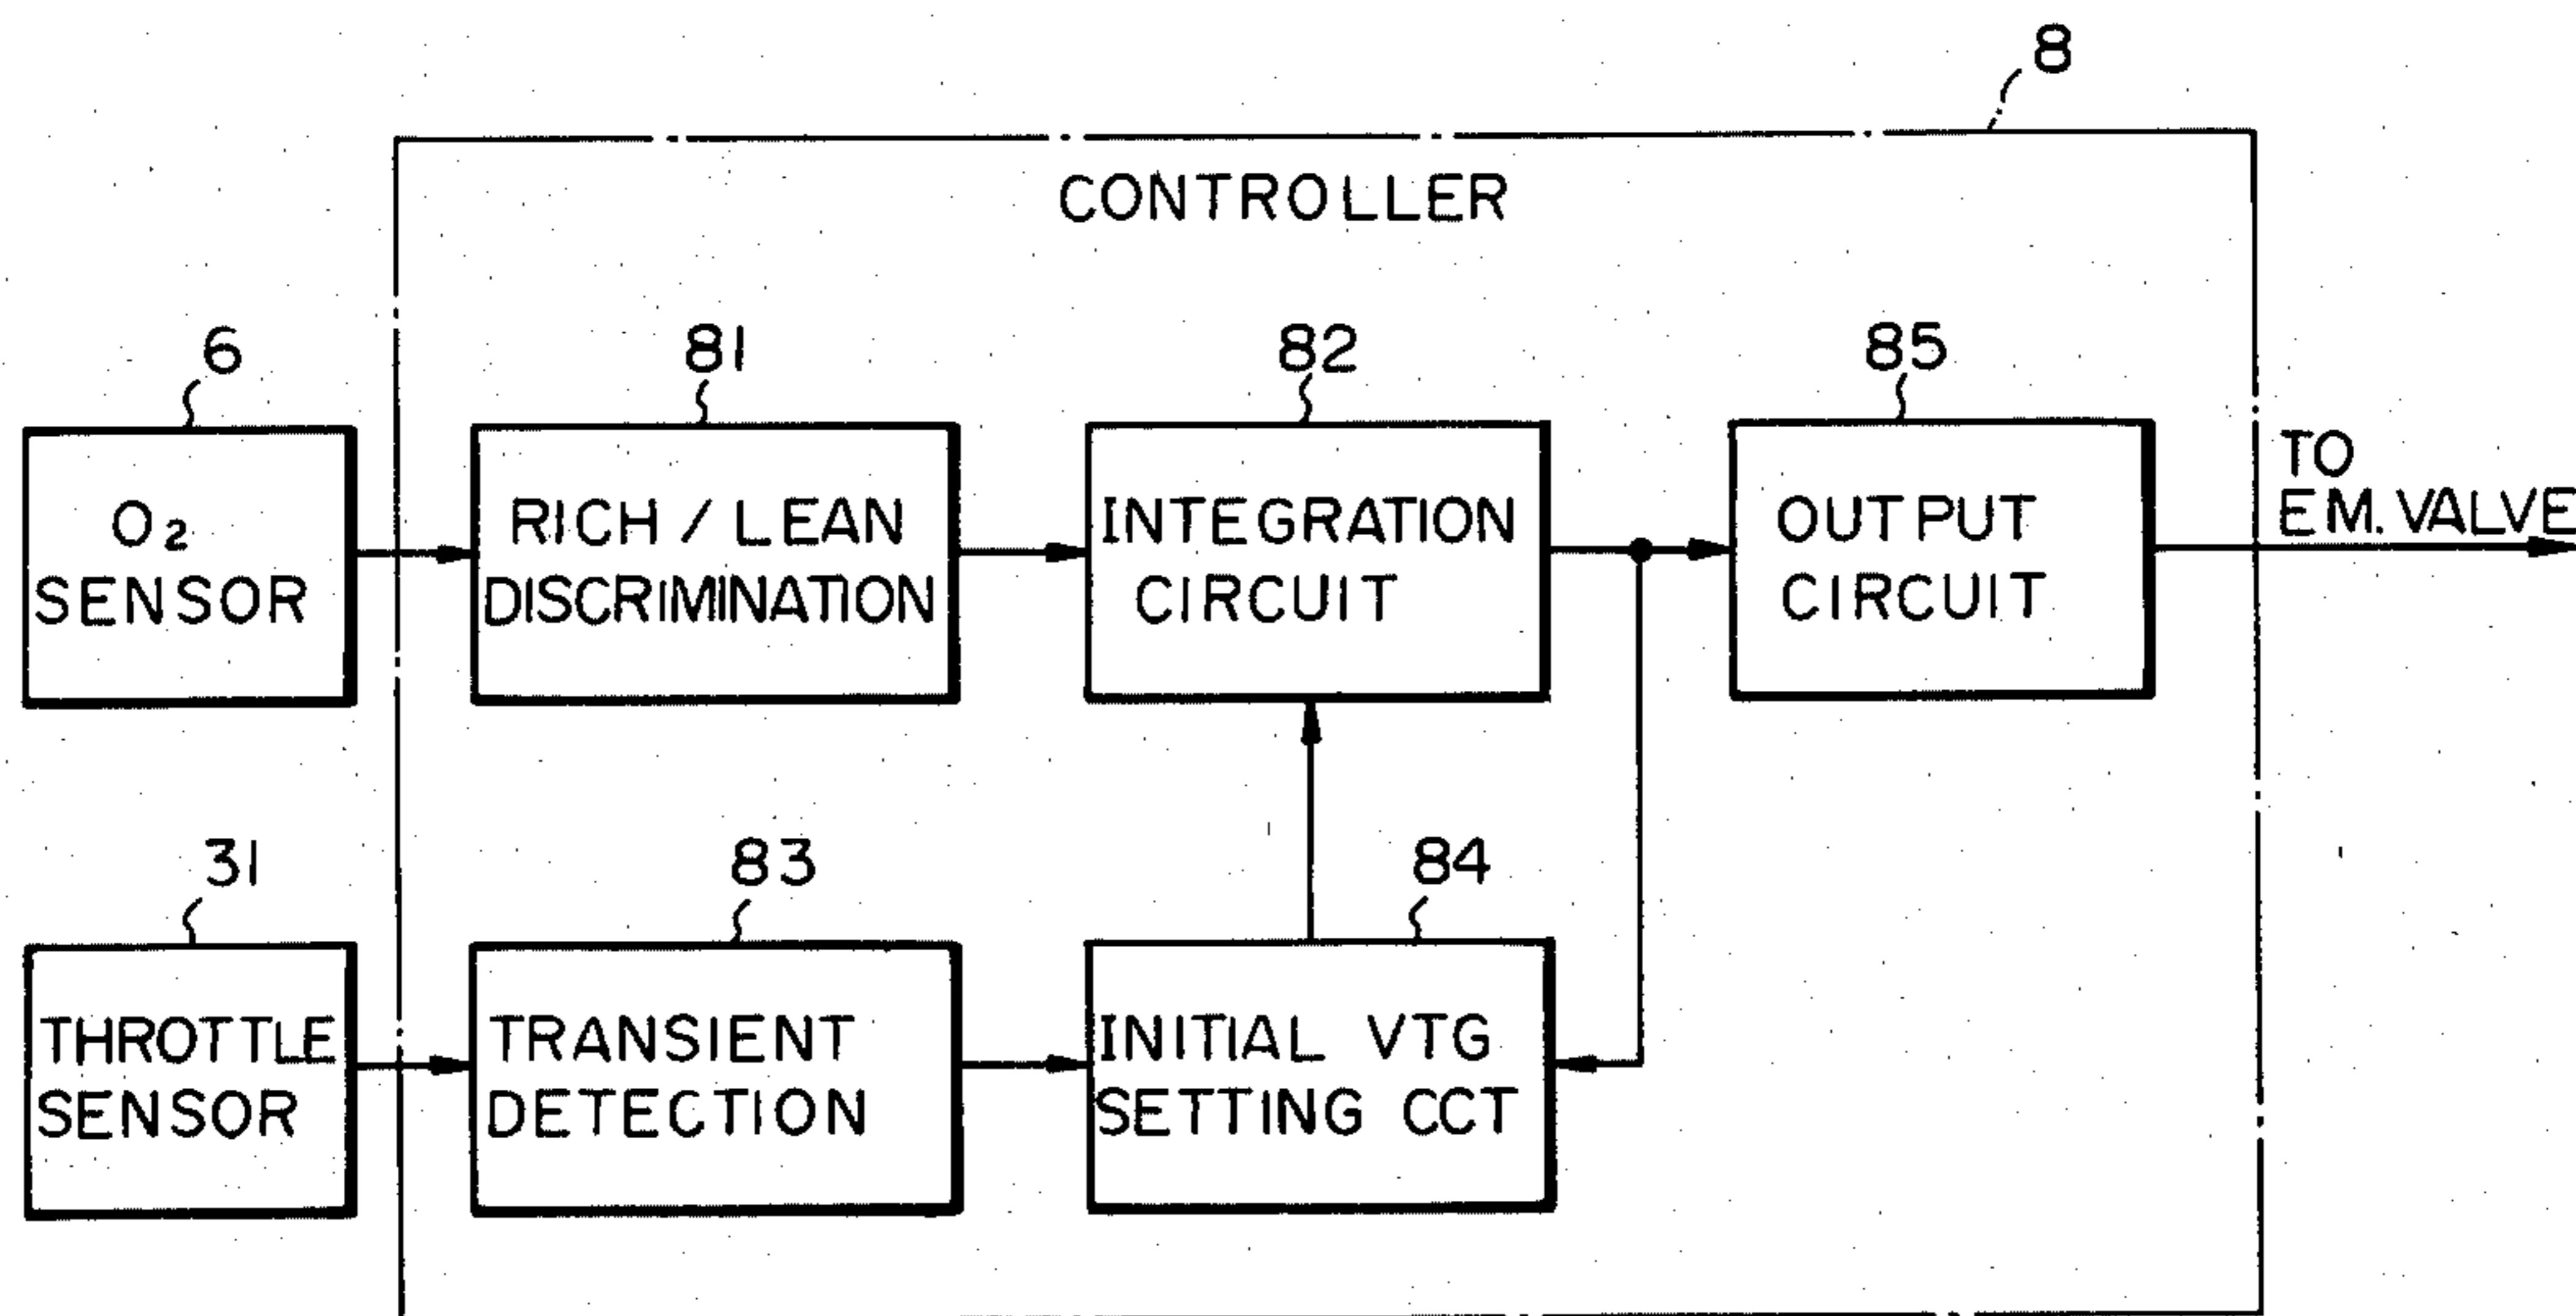 8
CONTROLLER
6
81
82
85
O₂
SENSOR
RICH / LEAN
DISCRIMINATION
INTEGRATION
CIRCUIT
OUTPUT
CIRCUIT
TO
EM. VALVE
31
83
84
THROTTLE
SENSOR
TRANSIENT
DETECTION
INITIAL VTG
SETTING CCT